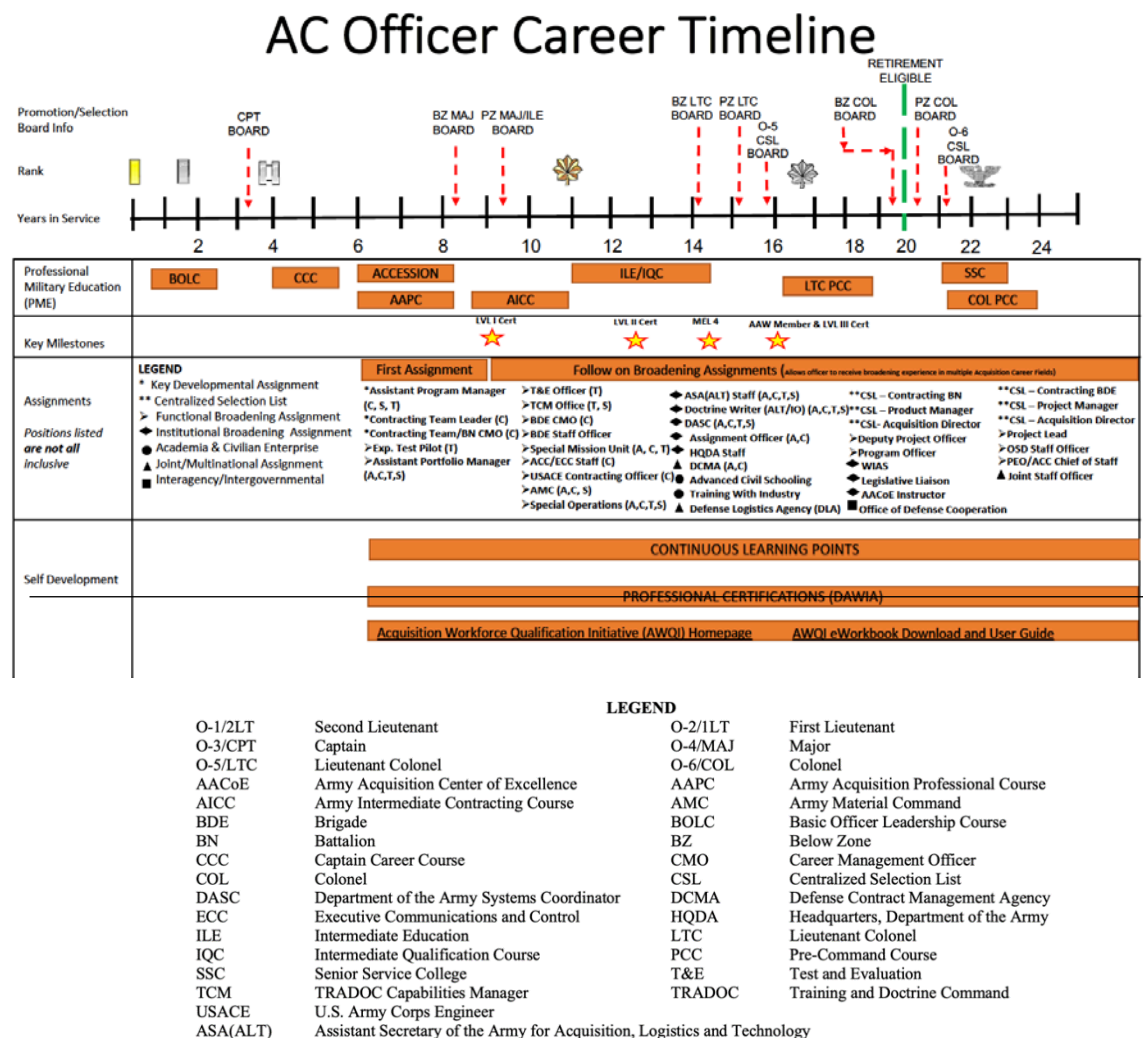 AC Officer Career Timeline
RETIREMENT
ELIGIBLE
Promotion/Selection
Board Info
CPT
BOARD
BZ MAJ
BOARD
PZ MAJ/ILE
BOARD
BZ LTC
BOARD
PZ LTC
BOARD
O-5
CSL
BOARD
BZ COL
BOARD
PZ COL
BOARD
O-6
CSL
BOARD
Rank
Years in Service
2 4 6 8 10 12 14 16 18 20 22 24
Professional
Military Education
(PME)
BOLC
CCC
ACCESSION
AAPC
AICC
ILE/IQC
LTC PCC
SSC
COL PCC
Key Milestones
LVL I Cert
LVL II Cert
MEL 4
AAW Member & LVL III Cert
Assignments
Positions listed
are not all
inclusive
LEGEND
* Key Developmental Assignment
** Centralized Selection List
➢ Functional Broadening Assignment
◆ Institutional Broadening Assignment
● Academia & Civilian Enterprise
▲ Joint/Multinational Assignment
■ Interagency/Intergovernmental
First Assignment
Follow on Broadening Assignments (Allows officer to receive broadening experience in multiple Acquisition Career Fields)
*Assistant Program Manager
(C, S, T)
*Contracting Team Leader (C)
*Contracting Team/BN CMO (C)
➢Exp. Test Pilot (T)
➢Assistant Portfolio Manager
(A,C,T,S)
➢T&E Officer (T)
➢TCM Office (T, S)
➢BDE CMO (C)
➢BDE Staff Officer
➢Special Mission Unit (A, C, T)
➢ACC/ECC Staff (C)
➢USACE Contracting Officer (C)
➢AMC (A,C, S)
➢Special Operations (A,C,T,S)
◆ASA(ALT) Staff (A,C,T,S)
◆Doctrine Writer (ALT/IO) (A,C,T,S)
◆DASC (A,C,T,S)
◆Assignment Officer (A,C)
◆HQDA Staff
▲DCMA (A,C)
●Advanced Civil Schooling
●Training With Industry
▲Defense Logistics Agency (DLA)
**CSL – Contracting BN
**CSL – Product Manager
**CSL- Acquisition Director
➢Deputy Project Officer
➢Program Officer
◆WIAS
◆Legislative Liaison
◆AACoE Instructor
■Office of Defense Cooperation
**CSL – Contracting BDE
**CSL – Project Manager
**CSL – Acquisition Director
➢Project Lead
➢OSD Staff Officer
➢PEO/ACC Chief of Staff
▲Joint Staff Officer
Self Development
CONTINUOUS LEARNING POINTS
PROFESSIONAL CERTIFICATIONS (DAWIA)
Acquisition Workforce Qualification Initiative (AWQI) Homepage AWQI eWorkbook Download and User Guide
LEGEND
O-1/2LT Second Lieutenant O-2/1LT First Lieutenant
O-3/CPT Captain O-4/MAJ Major
O-5/LTC Lieutenant Colonel O-6/COL Colonel
AACoE Army Acquisition Center of Excellence AAPC Army Acquisition Professional Course
AICC Army Intermediate Contracting Course AMC Army Material Command
BDE Brigade BOLC Basic Officer Leadership Course
BN Battalion BZ Below Zone
CCC Captain Career Course CMO Career Management Officer
COL Colonel CSL Centralized Selection List
DASC Department of the Army Systems Coordinator DCMA Defense Contract Management Agency
ECC Executive Communications and Control HQDA Headquarters, Department of the Army
ILE Intermediate Education LTC Lieutenant Colonel
IQC Intermediate Qualification Course PCC Pre-Command Course
SSC Senior Service College T&E Test and Evaluation
TCM TRADOC Capabilities Manager TRADOC Training and Doctrine Command
USACE U.S. Army Corps Engineer
ASA(ALT) Assistant Secretary of the Army for Acquisition, Logistics and Technology